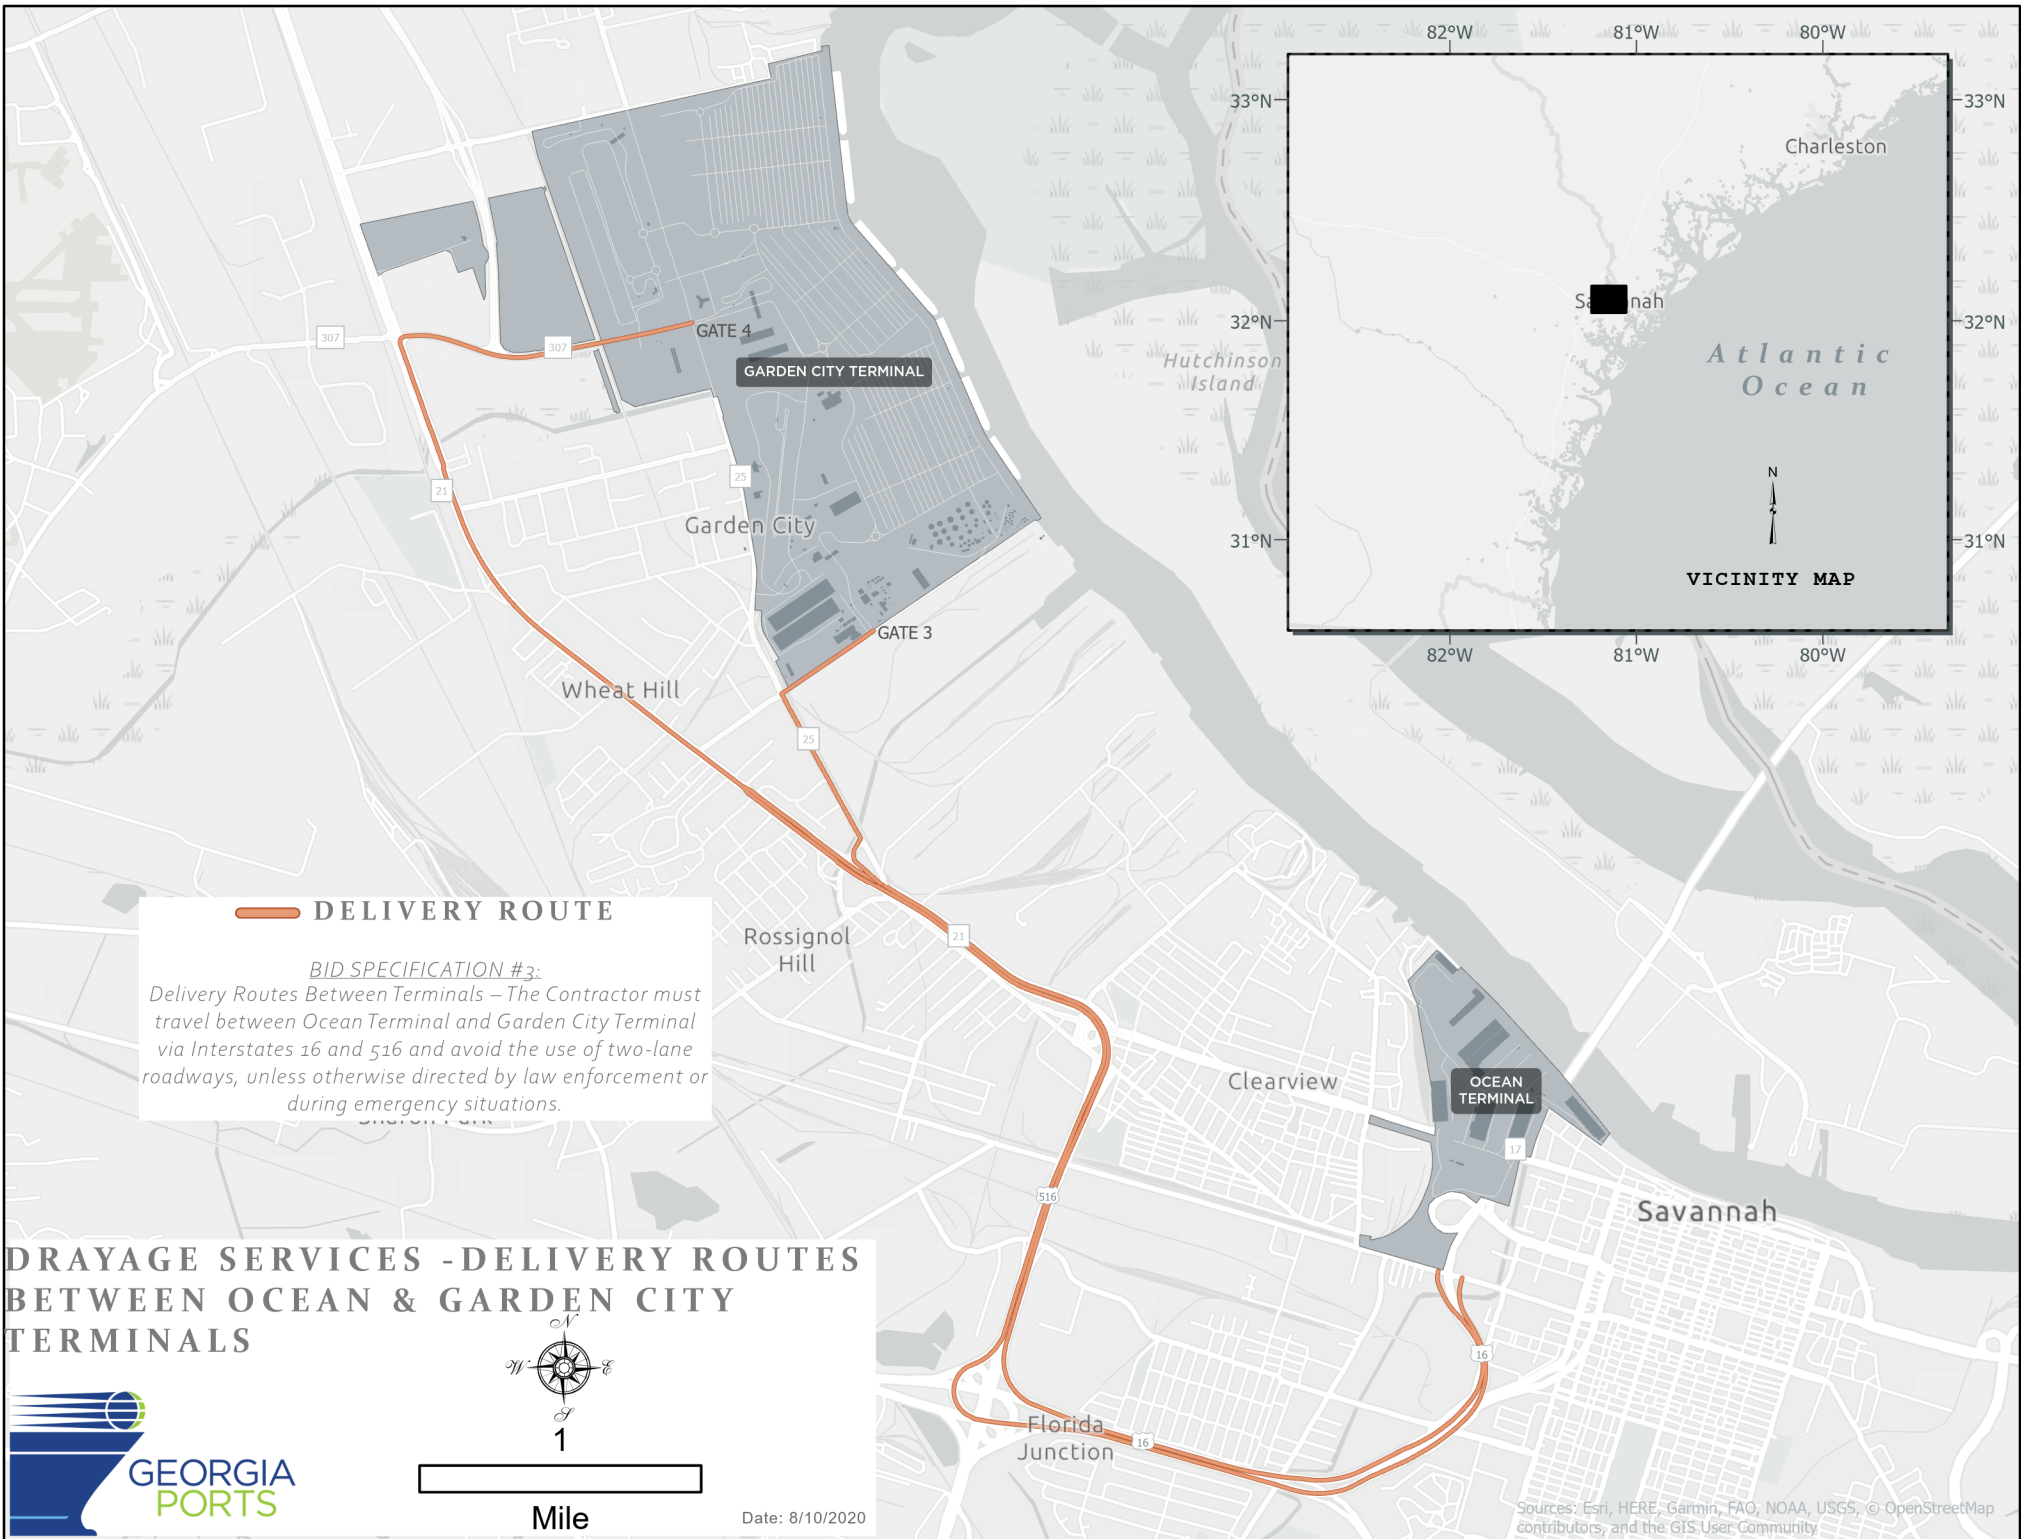 82°W
81°W
80°W
33°N
33°N
Charleston
Sa nnah
32°N
32°N
Atlantic
Ocean
N
31°N
31°N
VICINITY MAP
82°W
81°W
80°W
Hutchinson
Island
307
307
GATE 4
GARDEN CITY TERMINAL
21
25
Garden City
GATE 3
Wheat Hill
25
DELIVERY ROUTE
BID SPECIFICATION #3:
Delivery Routes Between Terminals – The Contractor must
travel between Ocean Terminal and Garden City Terminal
via Interstates 16 and 516 and avoid the use of two-lane
roadways, unless otherwise directed by law enforcement or
during emergency situations.
Sharon Park
Rossignol
Hill
21
Clearview
OCEAN
TERMINAL
17
516
Savannah
16
Florida
Junction
16
DRAYAGE SERVICES -DELIVERY ROUTES
BETWEEN OCEAN & GARDEN CITY
TERMINALS
N
W E
S
1
Mile
GEORGIA
PORTS
Date: 8/10/2020
Sources: Esri, HERE, Garmin, FAO, NOAA, USGS, © OpenStreetMap
contributors, and the GIS User Community